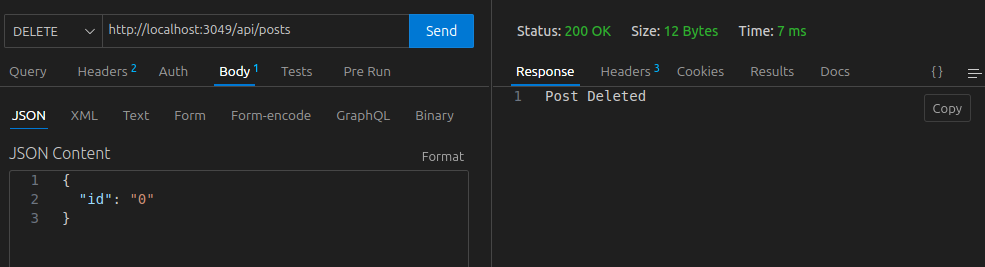 DELETE http://localhost:3049/api/posts Send
Query Headers 2 Auth Body 1 Tests Pre Run
JSON XML Text Form Form-encode GraphQL Binary
JSON Content Format
1 {
2 "id": "0"
3 }
Status: 200 OK Size: 12 Bytes Time: 7 ms
Response Headers 3 Cookies Results Docs {}
1 Post Deleted
Copy